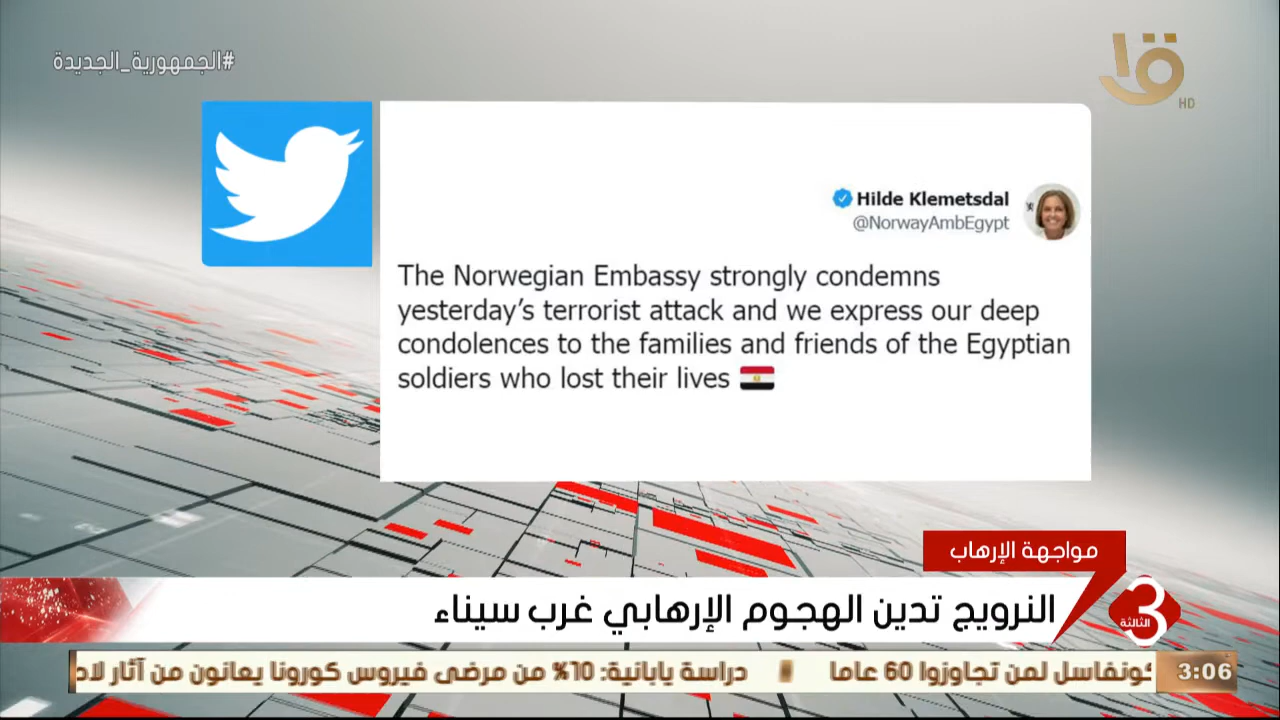 #الجمهورية_الجديدة
HD
Hilde Klemetsdal
@NorwayAmbEgypt
The Norwegian Embassy strongly condemns
yesterday's terrorist attack and we express our deep
condolences to the families and friends of the Egyptian
soldiers who lost their lives
مواجهة الإرهاب
النرويج تدين الهجوم الإرهابي غرب سيناء
3
الثالثة
لمن تجاوزوا 60 عاما
دراسة يابانية: 10% من مرضى فيروس كورونا يعانون من آثار
3:06